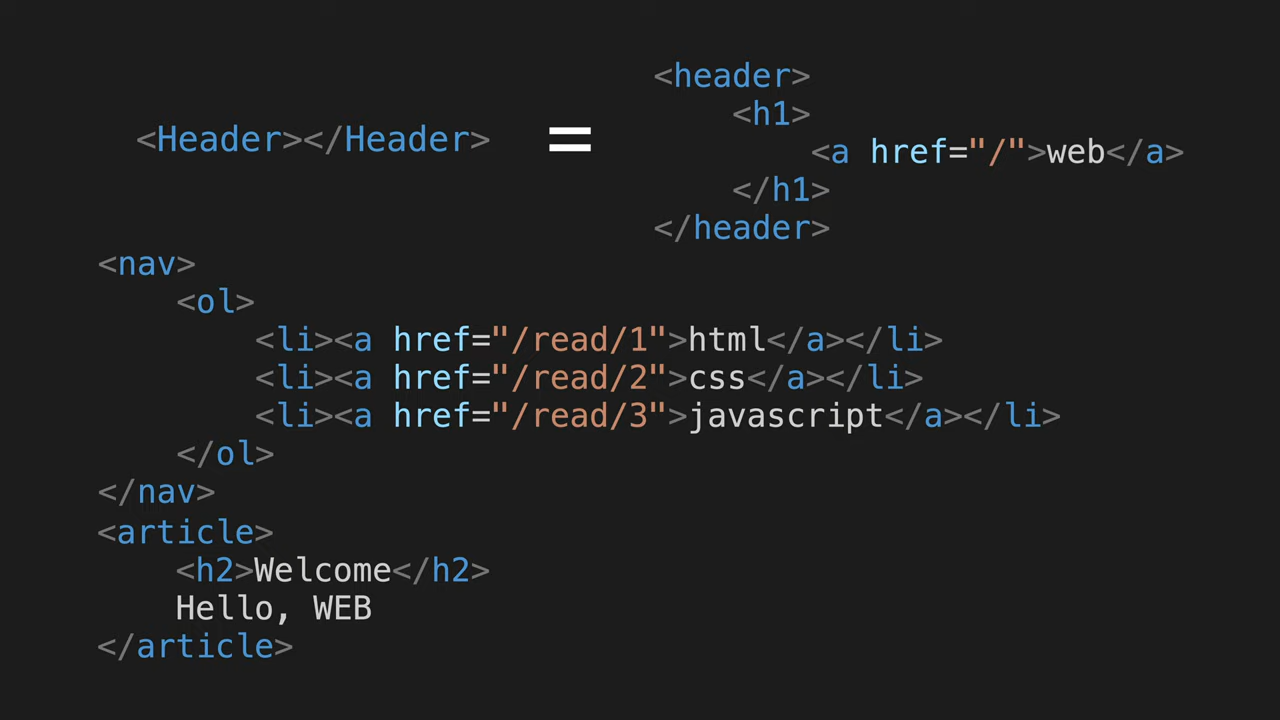 <Header></Header> =
<header>
<h1>
<a href="/">web</a>
</h1>
</header>
<nav>
<ol>
<li><a href="/read/1">html</a></li>
<li><a href="/read/2">css</a></li>
<li><a href="/read/3">javascript</a></li>
</ol>
</nav>
<article>
<h2>Welcome</h2>
Hello, WEB
</article>